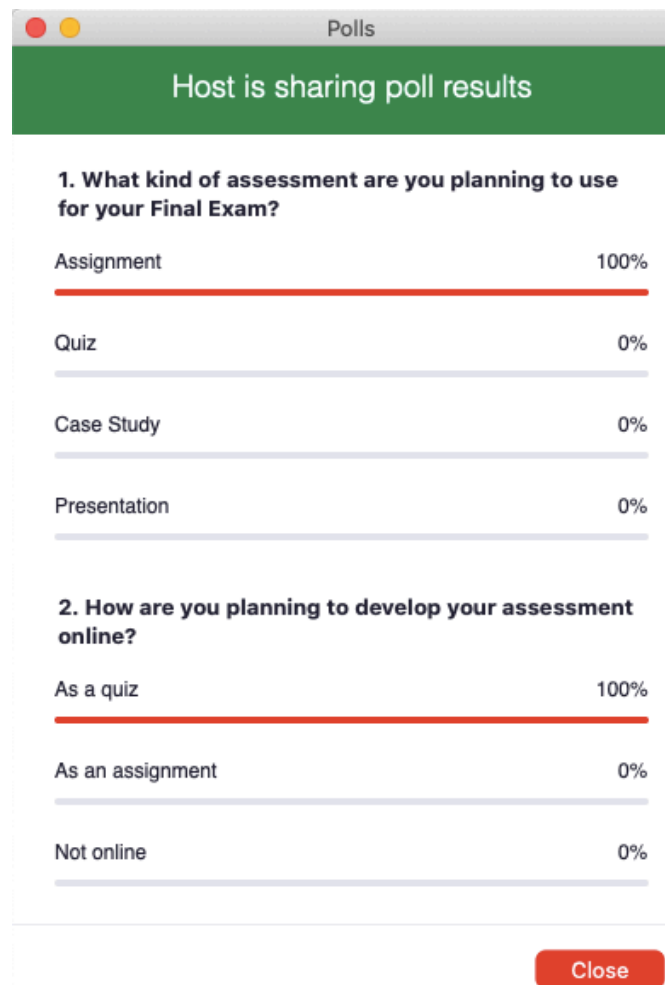 Polls
Host is sharing poll results
1. What kind of assessment are you planning to use
for your Final Exam?
Assignment 100%
Quiz 0%
Case Study 0%
Presentation 0%
2. How are you planning to develop your assessment
online?
As a quiz 100%
As an assignment 0%
Not online 0%
Close